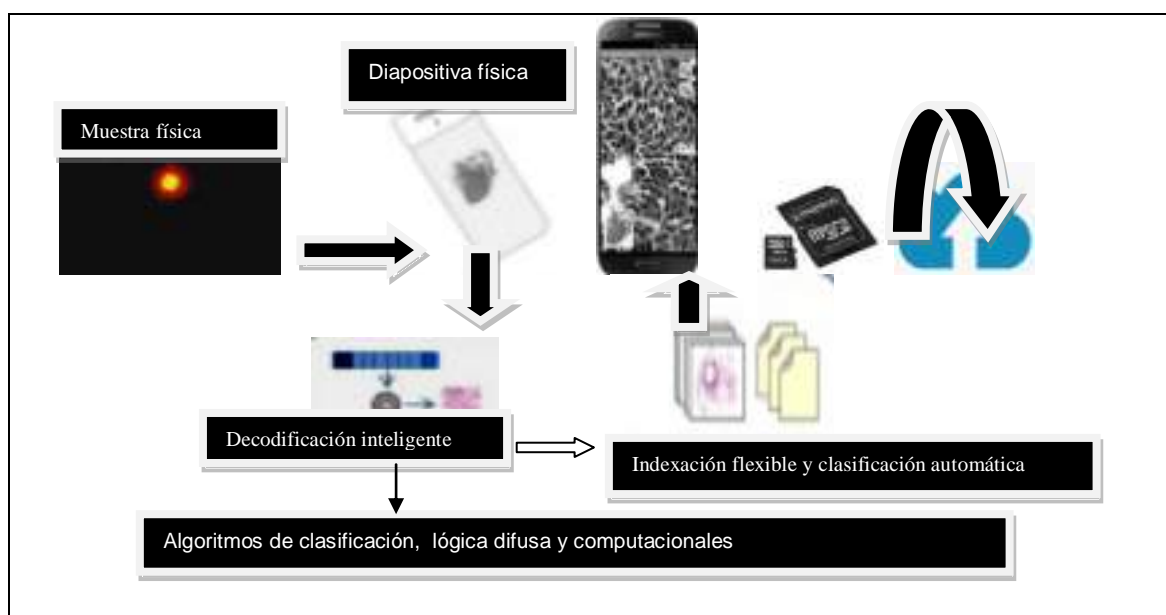 Diapositiva física
Muestra física
Decodificación inteligente
Indexación flexible y clasificación automática
Algoritmos de clasificación, lógica difusa y computacionales